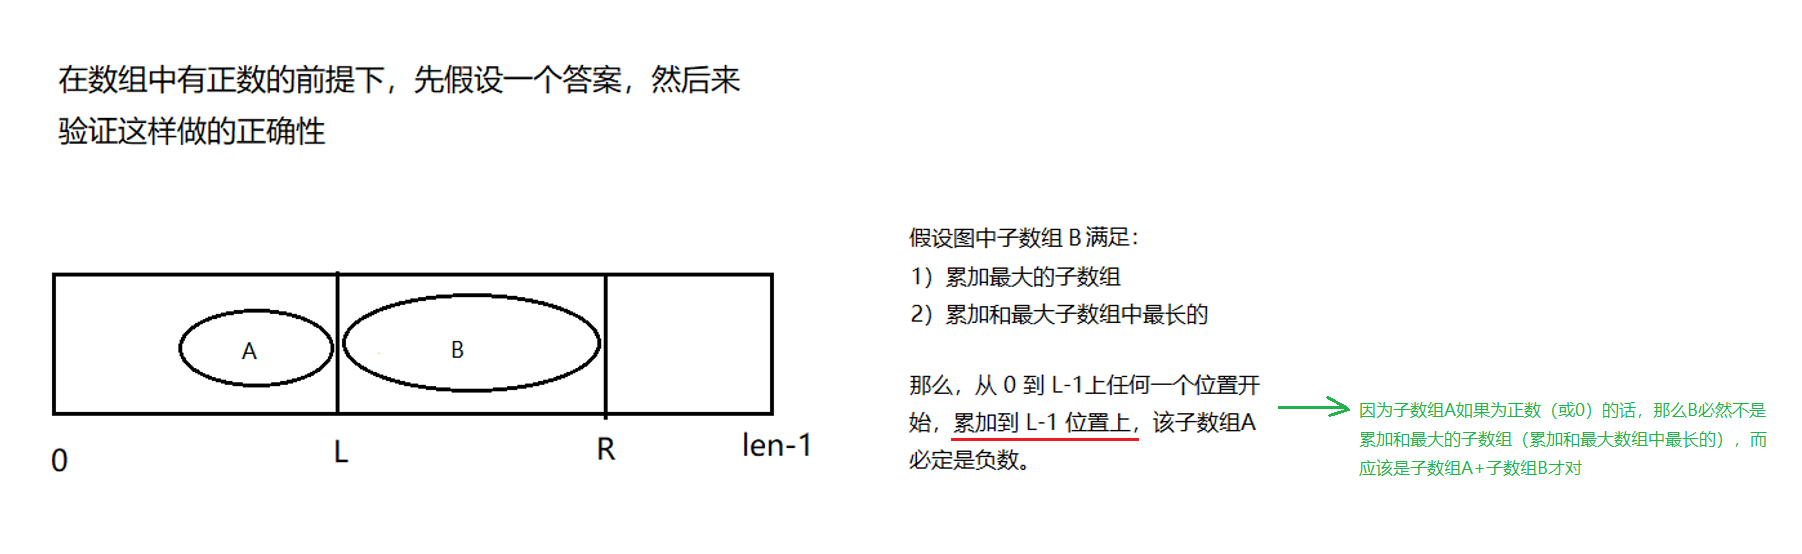 在数组中有正数的前提下，先假设一个答案，然后来
验证这样做的正确性
A
B
0
L
R
len-1
假设图中子数组 B 满足：
1）累加最大的子数组
2）累加和最大子数组中最长的
那么，从 0 到 L-1上任何一个位置开
始，累加到 L-1 位置上，该子数组A
必定是负数。
因为子数组A如果为正数（或0）的话，那么B必然不是
累加和最大的子数组（累加和最大数组中最长的），而
应该是子数组A+子数组B才对